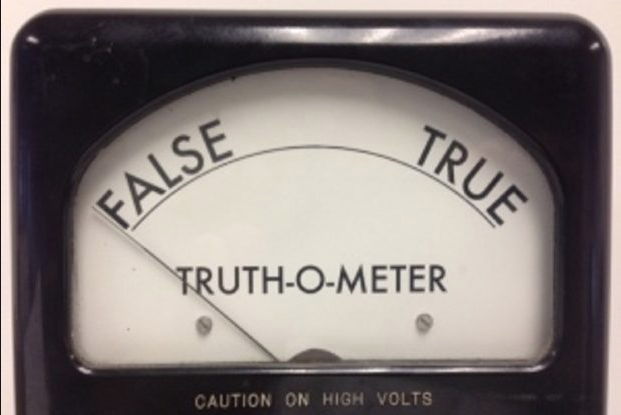 FALSE TRUE
TRUTH-O-METER
CAUTION ON HIGH VOLTS